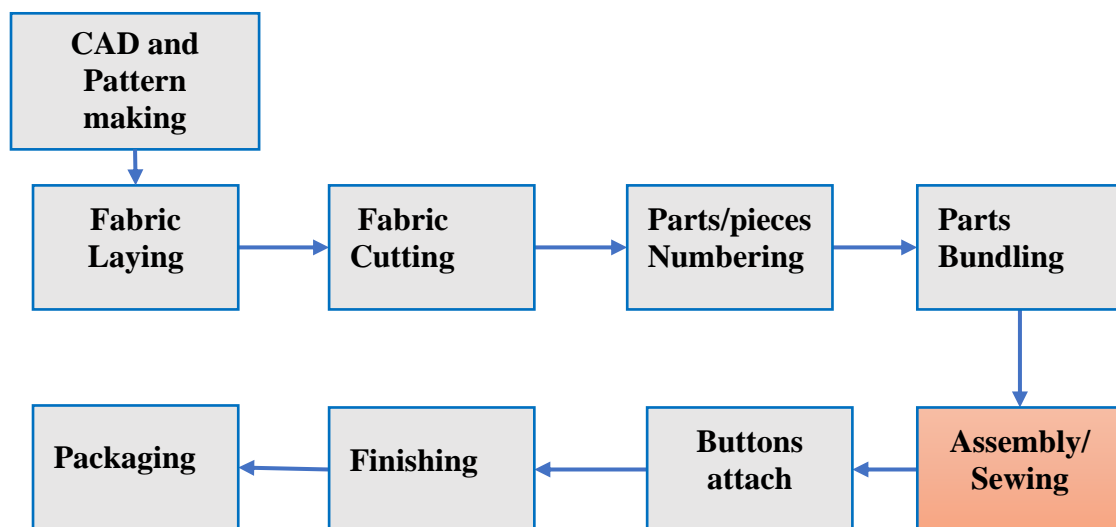 CAD and
Pattern
making
Fabric
Laying
Fabric
Cutting
Parts/pieces
Numbering
Parts
Bundling
Assembly/
Sewing
Buttons
attach
Finishing
Packaging